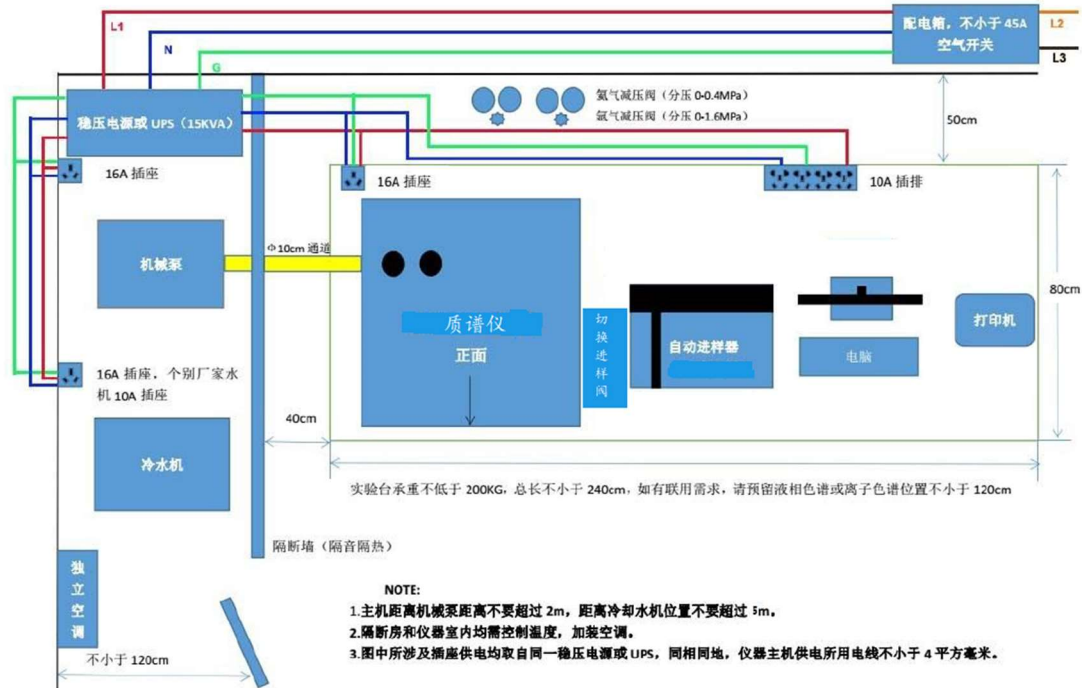 L1
N
G
配电箱，不小于45A
空气开关
L2
L3
稳压电源或UPS（15KVA）
氦气减压阀（分压0-0.4MPa）
氩气减压阀（分压0-1.6MPa）
50cm
16A 插座
16A 插座
10A 插排
Φ10cm 通道
机械泵
质谱仪
正面
切换进样阀
自动进样器
电脑
打印机
80cm
16A 插座，个别厂家水
机 10A 插座
40cm
冷水机
实验台承重不低于 200KG，总长不小于 240cm，如有联用需求，请预留液相色谱或离子色谱位置不小于 120cm
隔断墙（隔音隔热）
独立空调
不小于 120cm
NOTE:
1.主机距离机械泵距离不要超过 2m，距离冷却水机位置不要超过 5m。
2.隔断房和仪器室内均需控制温度，加装空调。
3.图中所涉及插座供电均取自同一稳压电源或 UPS，同相同地，仪器主机供电所用电线不小于 4 平方毫米。